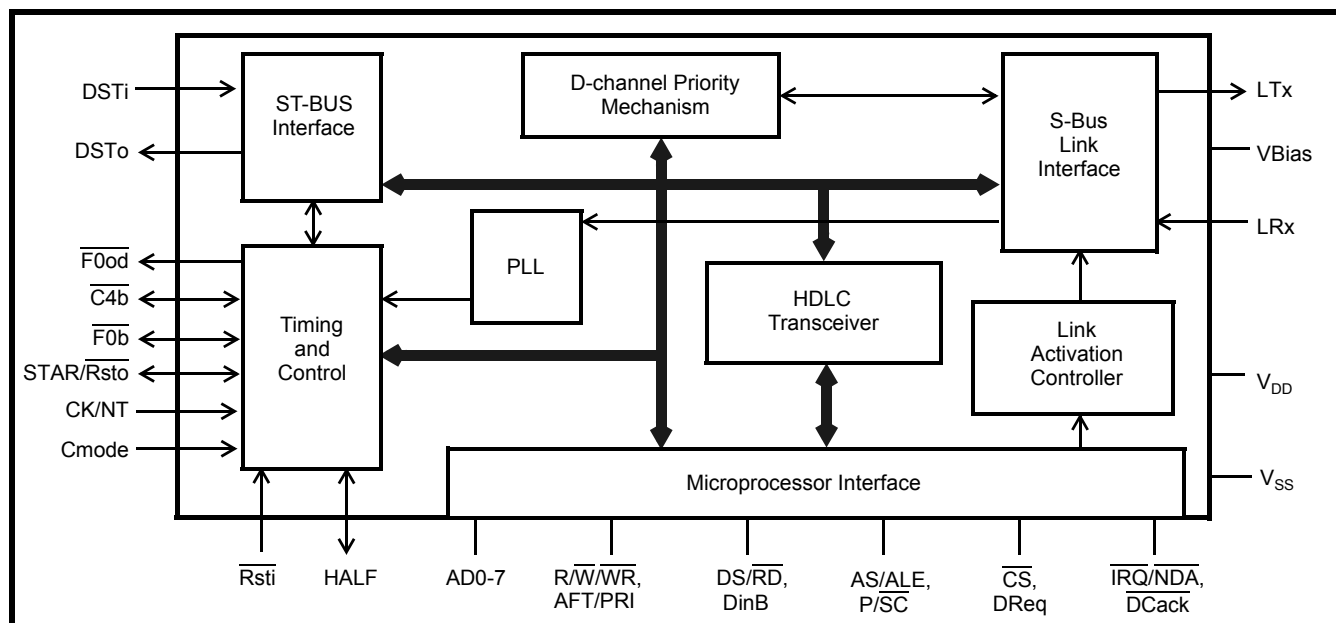 DSTi
DSTo
F0od
C4b
F0b
STAR/Rsto
CK/NT
Cmode
ST-BUS
Interface
D-channel Priority
Mechanism
S-Bus
Link
Interface
LTx
VBias
LRx
PLL
Timing
and
Control
HDLC
Transceiver
Link
Activation
Controller
VDD
VSS
Microprocessor Interface
Rsti
HALF
AD0-7
R/W/WR,
AFT/PRI
DS/RD,
DinB
AS/ALE,
P/SC
CS,
DReq
IRQ/NDA,
DCack